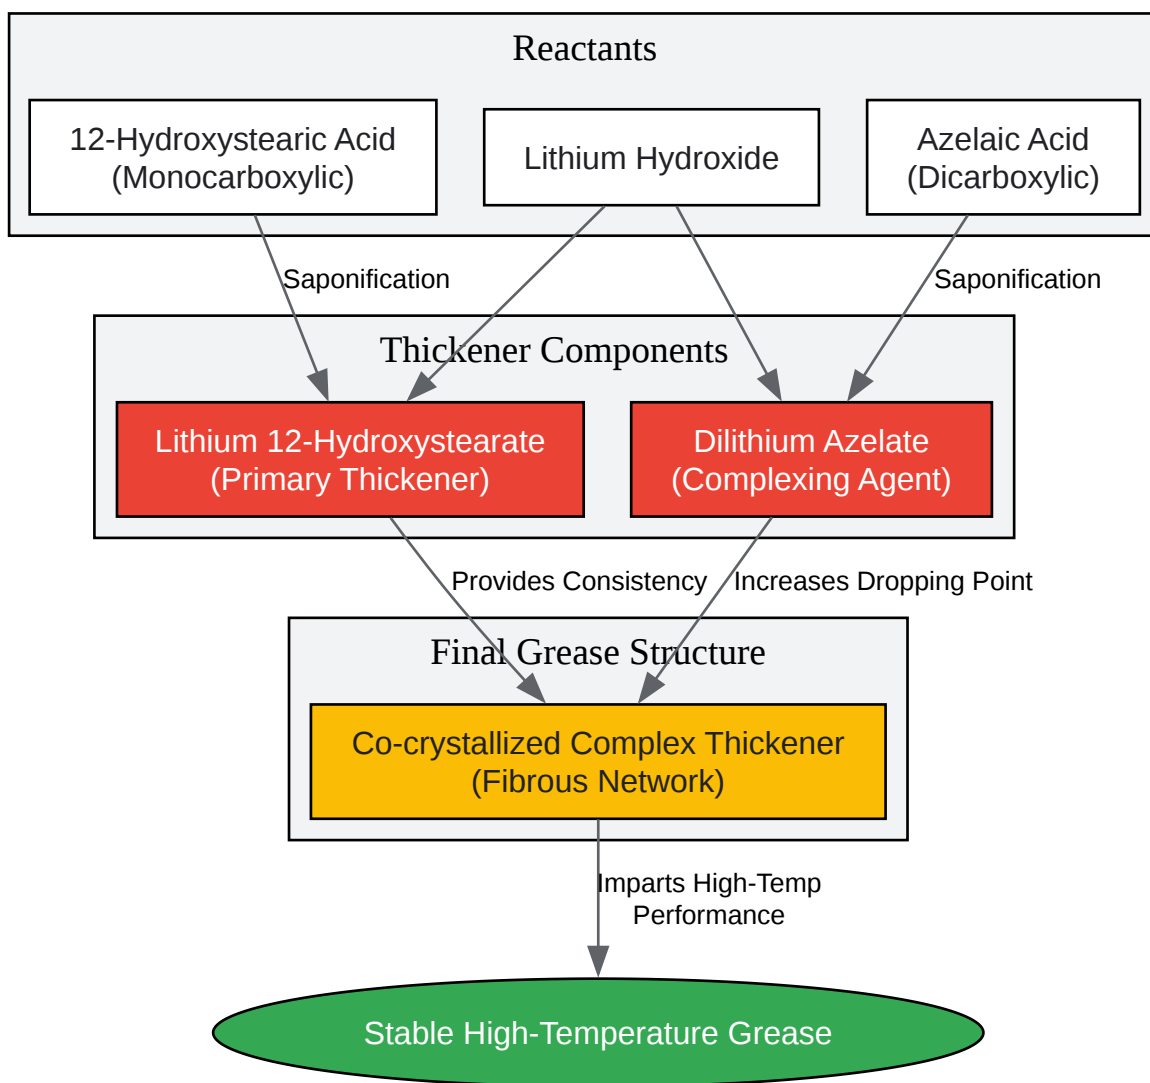 Reactants
12-Hydroxystearic Acid
(Monocarboxylic)
Lithium Hydroxide
Azelaic Acid
(Dicarboxylic)
Saponification
Saponification
Thickener Components
Lithium 12-Hydroxystearate
(Primary Thickener)
Dilithium Azelate
(Complexing Agent)
Provides Consistency
Increases Dropping Point
Final Grease Structure
Co-crystallized Complex Thickener
(Fibrous Network)
Imparts High-Temp
Performance
Stable High-Temperature Grease